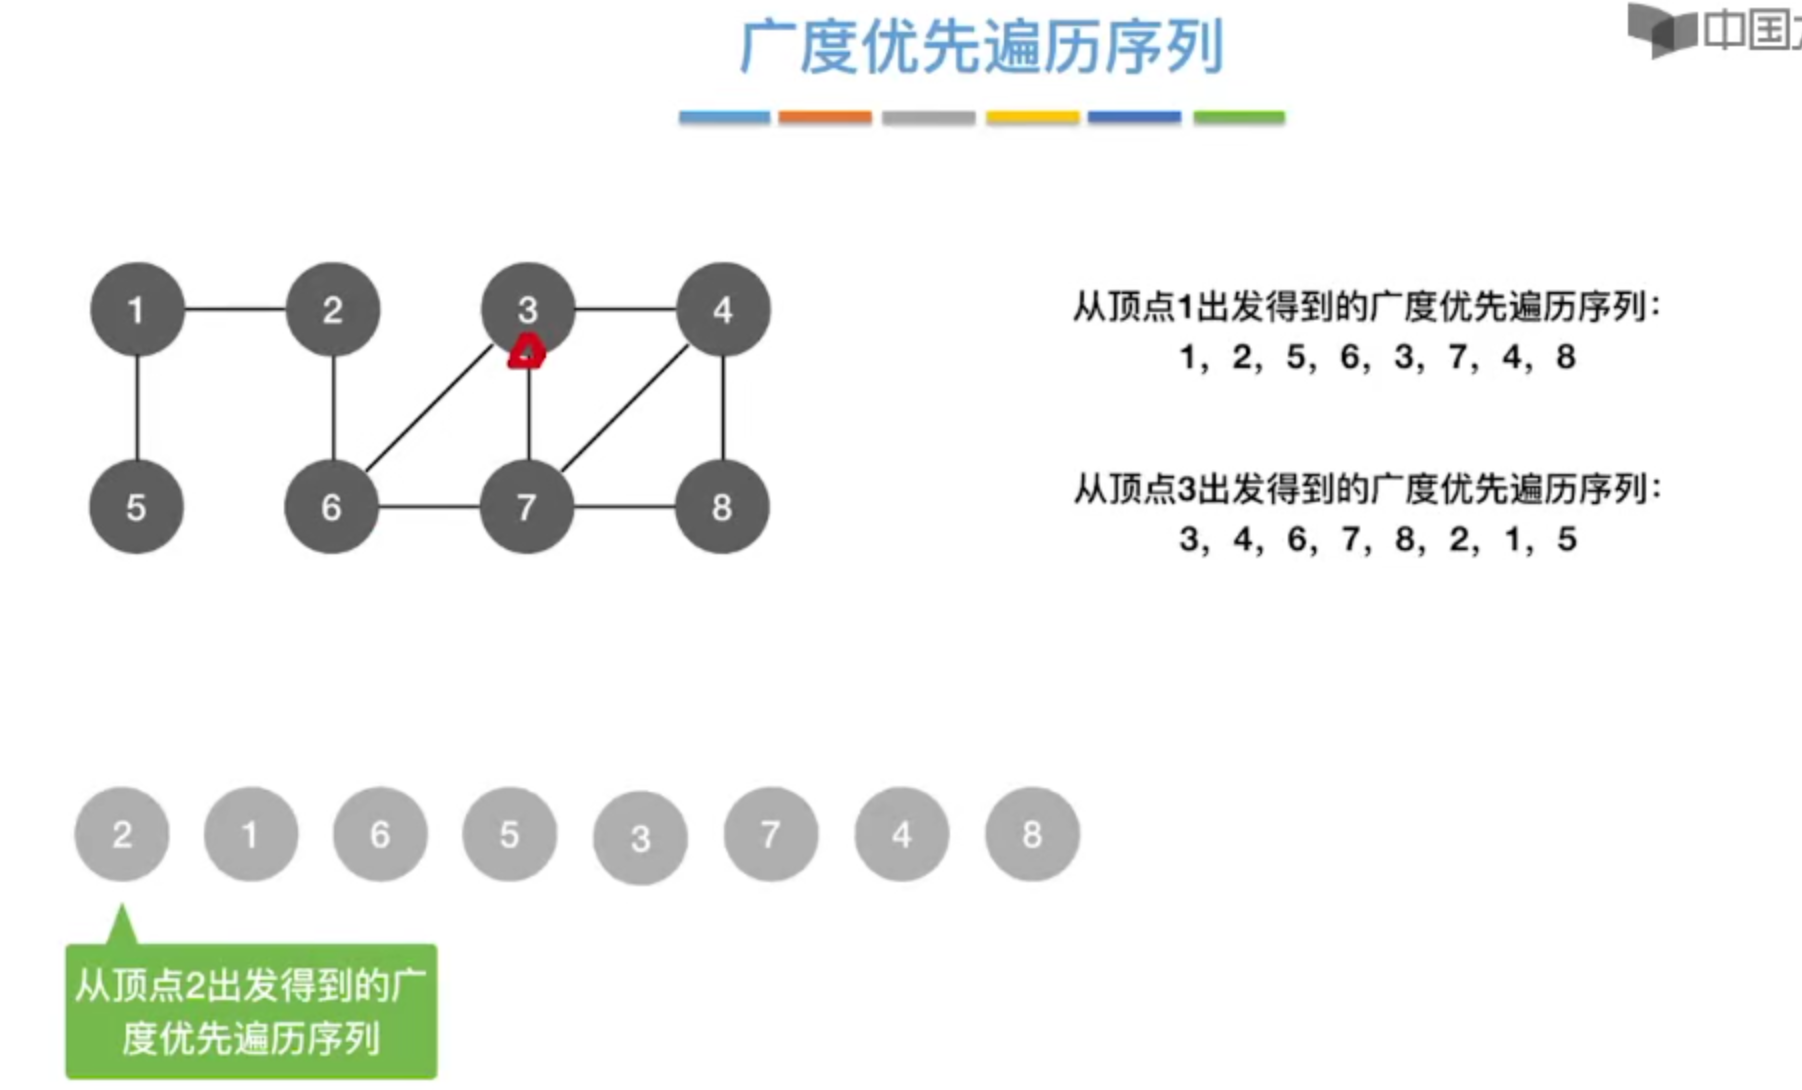 广度优先遍历序列
中国
1 2 3 4
5 6 7 8
从顶点1出发得到的广度优先遍历序列：
1，2，5，6，3，7，4，8
从顶点3出发得到的广度优先遍历序列：
3，4，6，7，8，2，1，5
2 1 6 5 3 7 4 8
从顶点2出发得到的广
度优先遍历序列